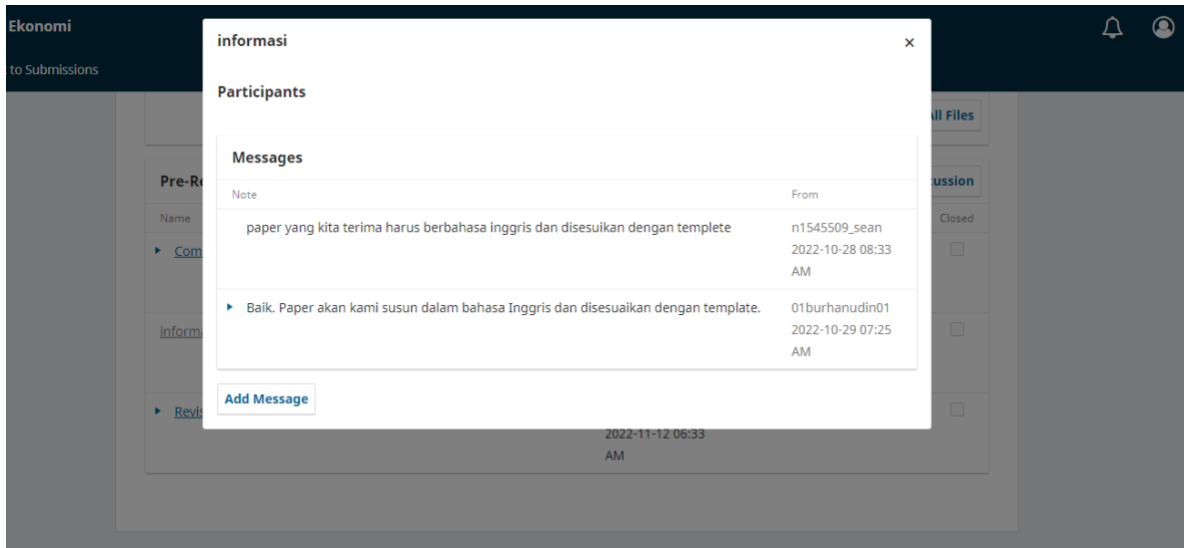 Ekonomi
to Submissions
informasi
×
Participants
All Files
Messages
Pre-Re
cussion
Note
From
Name
Closed
paper yang kita terima harus berbahasa inggris dan disesuikan dengan templete
n1545509_sean
2022-10-28 08:33
AM
Com
Baik. Paper akan kami susun dalam bahasa Inggris dan disesuaikan dengan template.
01burhanudin01
2022-10-29 07:25
AM
informa
Add Message
Revis
2022-11-12 06:33
AM